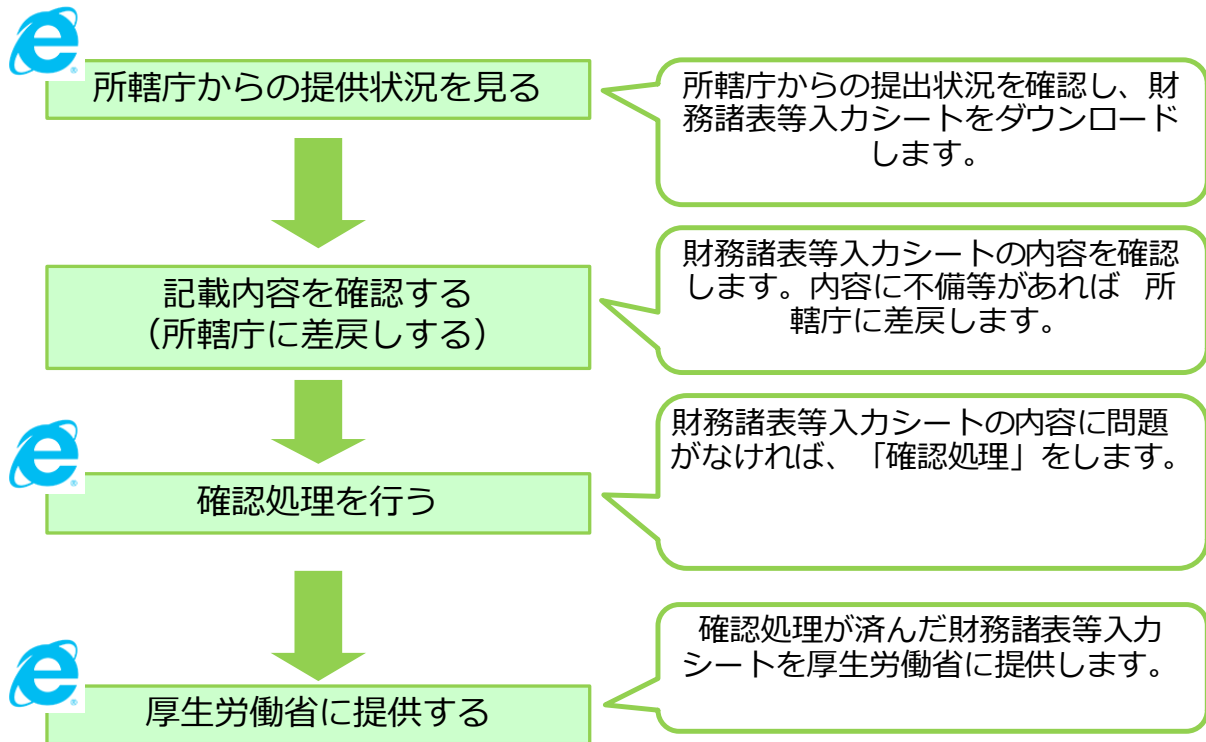 所轄庁からの提供状況を見る
所轄庁からの提出状況を確認し、財
務諸表等入力シートをダウンロード
します。
記載内容を確認する
（所轄庁に差戻しする）
財務諸表等入力シートの内容を確認
します。内容に不備等があれば 所
轄庁に差戻します。
確認処理を行う
財務諸表等入力シートの内容に問題
がなければ、「確認処理」をします。
厚生労働省に提供する
確認処理が済んだ財務諸表等入力
シートを厚生労働省に提供します。